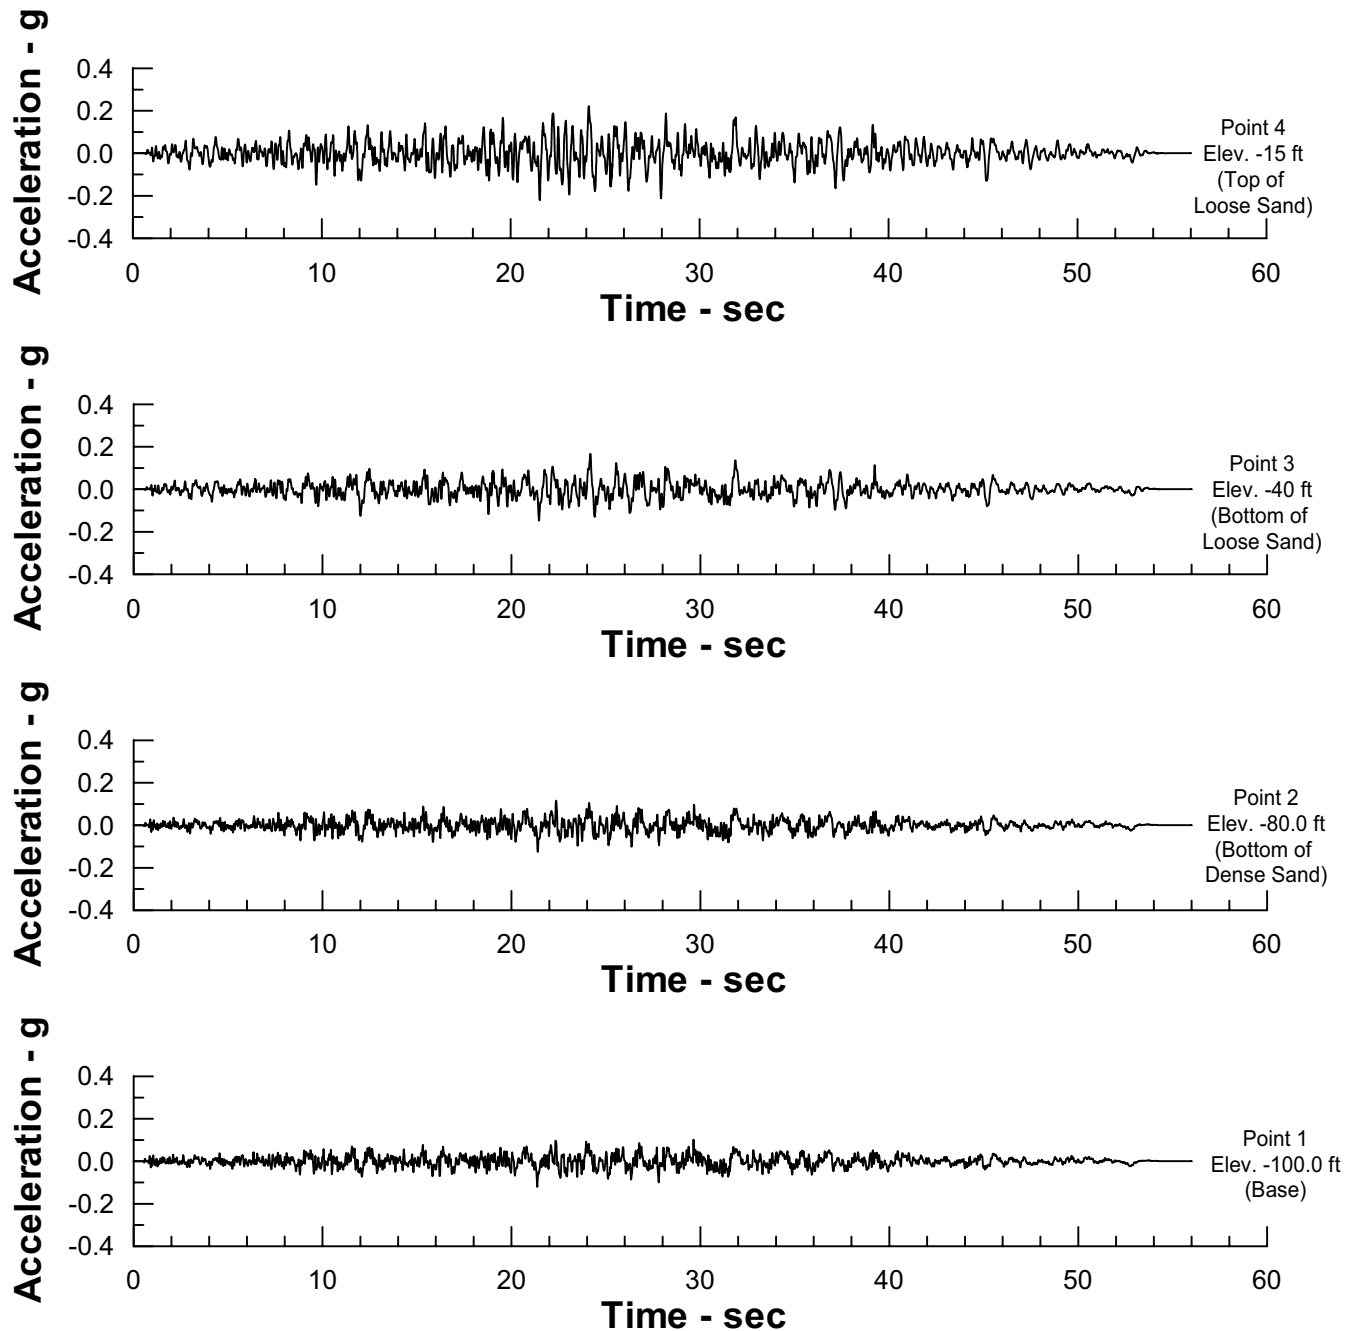 Acceleration - g
0.4
0.2
0.0
-0.2
-0.4
0 10 20 30 40 50 60
Time - sec
Point 4
Elev. -15 ft
(Top of
Loose Sand)
Acceleration - g
0.4
0.2
0.0
-0.2
-0.4
0 10 20 30 40 50 60
Time - sec
Point 3
Elev. -40 ft
(Bottom of
Loose Sand)
Acceleration - g
0.4
0.2
0.0
-0.2
-0.4
0 10 20 30 40 50 60
Time - sec
Point 2
Elev. -80.0 ft
(Bottom of
Dense Sand)
Acceleration - g
0.4
0.2
0.0
-0.2
-0.4
0 10 20 30 40 50 60
Time - sec
Point 1
Elev. -100.0 ft
(Base)